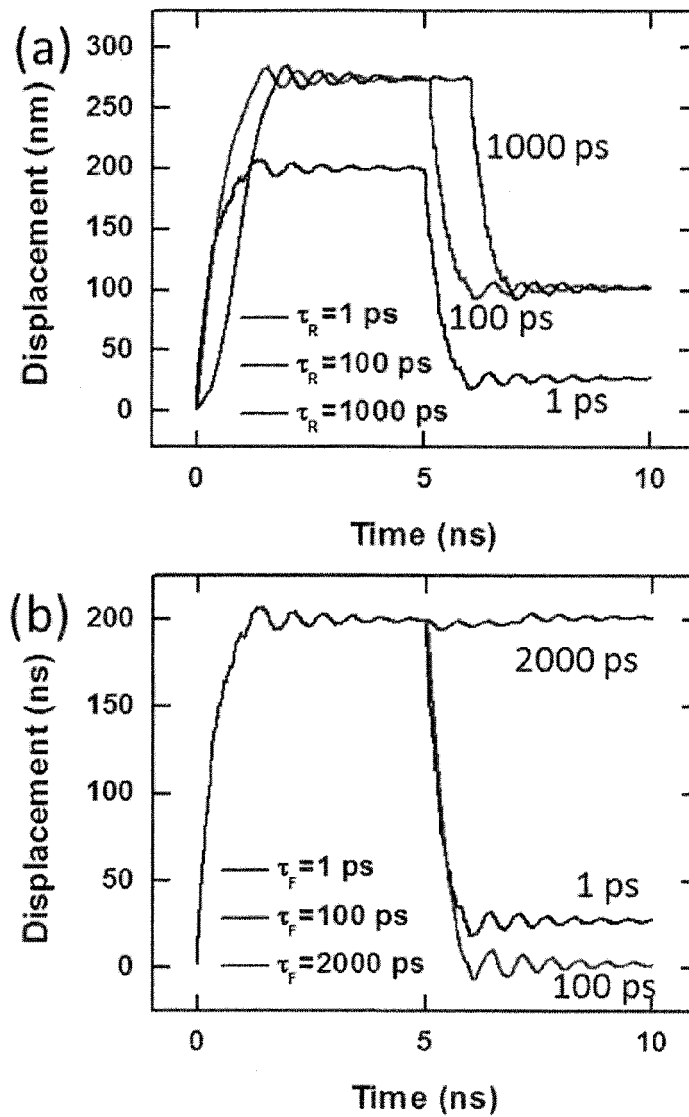 (a)
Displacement (nm)
300
250
200
150
100
50
0
1000 ps
100 ps
1 ps
τR=1 ps
τR=100 ps
τR=1000 ps
0 5 10
Time (ns)
(b)
Displacement (ns)
200
150
100
50
0
2000 ps
1 ps
100 ps
τF=1 ps
τF=100 ps
τF=2000 ps
0 5 10
Time (ns)